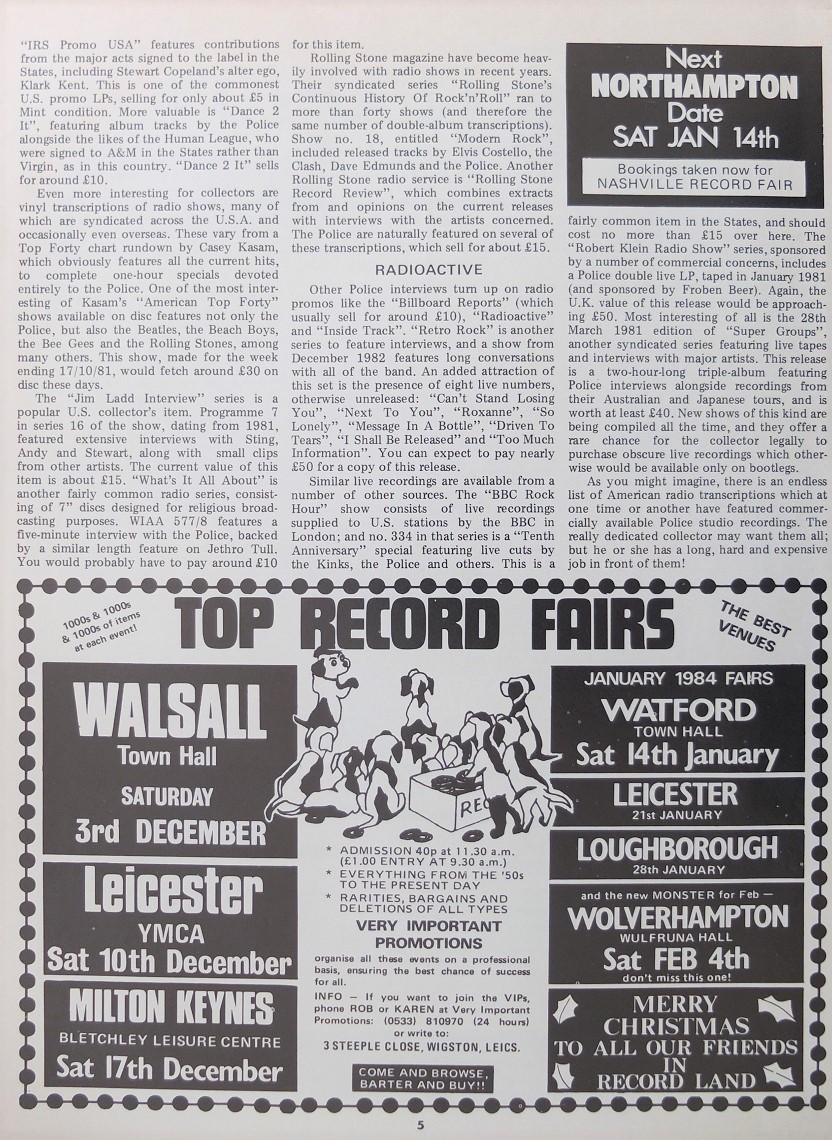 "IRS Promo USA" features contributions
from the major acts signed to the label in the
States, including Stewart Copeland's alter ego,
Klark Kent. This is one of the commonest
U.S. promo LPs, selling for only about £5 in
Mint condition. More valuable is "Dance 2
It", featuring album tracks by the Police
alongside the likes of the Human League, who
were signed to A&M in the States rather than
Virgin, as in this country. "Dance 2 It" sells
for around £10.
Even more interesting for collectors are
vinyl transcriptions of radio shows, many of
which are syndicated across the U.S.A. and
occasionally even overseas. These vary from a
Top Forty chart rundown by Casey Kasam,
which obviously features all the current hits,
to complete one-hour specials devoted
entirely to the Police. One of the most inter-
esting of Kasam's "American Top Forty"
shows available on disc features not only the
Police, but also the Beatles, the Beach Boys,
the Bee Gees and the Rolling Stones, among
many others. This show, made for the week
ending 17/10/81, would fetch around £30 on
disc these days.
The "Jim Ladd Interview" series is a
popular U.S. collector's item. Programme 7
in series 16 of the show, dating from 1981,
featured extensive interviews with Sting,
Andy and Stewart, along with small clips
from other artists. The current value of this
item is about £15. "What's It All About" is
another fairly common radio series, consist-
ing of 7" discs designed for religious broad-
casting purposes. WIAA 577/8 features a
five-minute interview with the Police, backed
by a similar length feature on Jethro Tull.
You would probably have to pay around £10
for this item.
Rolling Stone magazine have become heav-
ily involved with radio shows in recent years.
Their syndicated series "Rolling Stone's
Continuous History Of Rock'n'Roll" ran to
more than forty shows (and therefore the
same number of double-album transcriptions).
Show no. 18, entitled "Modern Rock",
included released tracks by Elvis Costello, the
Clash, Dave Edmunds and the Police. Another
Rolling Stone radio service is "Rolling Stone
Record Review", which combines extracts
from and opinions on the current releases
with interviews with the artists concerned.
The Police are naturally featured on several of
these transcriptions, which sell for about £15.
RADIOACTIVE
Other Police interviews turn up on radio
promos like the "Billboard Reports" (which
usually sell for around £10), "Radioactive"
and "Inside Track". "Retro Rock" is another
series to feature interviews, and a show from
December 1982 features long conversations
with all of the band. An added attraction of
this set is the presence of eight live numbers,
otherwise unreleased: "Can't Stand Losing
You", "Next To You", "Roxanne", "So
Lonely", "Message In A Bottle", "Driven To
Tears", "I Shall Be Released" and "Too Much
Information". You can expect to pay nearly
£50 for a copy of this release.
Similar live recordings are available from a
number of other sources. The "BBC Rock
Hour" show consists of live recordings
supplied to U.S. stations by the BBC in
London; and no. 334 in that series is a "Tenth
Anniversary" special featuring live cuts by
the Kinks, the Police and others. This is a
Next
NORTHAMPTON
Date
SAT JAN 14th
Bookings taken now for
NASHVILLE RECORD FAIR
fairly common item in the States, and should
cost no more than £15 over here. The
"Robert Klein Radio Show" series, sponsored
by a number of commercial concerns, includes
a Police double live LP, taped in January 1981
(and sponsored by Froben Beer). Again, the
U.K. value of this release would be approach-
ing £50. Most interesting of all is the 28th
March 1981 edition of "Super Groups",
another syndicated series featuring live tapes
and interviews with major artists. This release
is a two-hour-long triple-album featuring
Police interviews alongside recordings from
their Australian and Japanese tours, and is
worth at least £40. New shows of this kind are
being compiled all the time, and they offer a
rare chance for the collector legally to
purchase obscure live recordings which other-
wise would be available only on bootlegs.
As you might imagine, there is an endless
list of American radio transcriptions which at
one time or another have featured commer-
cially available Police studio recordings. The
really dedicated collector may want them all;
but he or she has a long, hard and expensive
job in front of them!
1000s & 1000s
& 1000s of items
at each event!
TOP RECORD FAIRS
THE BEST
VENUES
WALSALL
Town Hall
SATURDAY
3rd DECEMBER
Leicester
YMCA
Sat 10th December
MILTON KEYNES
BLETCHLEY LEISURE CENTRE
Sat 17th December
REC
* ADMISSION 40p at 11.30 a.m.
(£1.00 ENTRY AT 9.30 a.m.)
* EVERYTHING FROM THE '50s
TO THE PRESENT DAY
* RARITIES, BARGAINS AND
DELETIONS OF ALL TYPES
VERY IMPORTANT
PROMOTIONS
organise all these events on a professional
basis, ensuring the best chance of success
for all.
INFO — If you want to join the VIPs,
phone ROB or KAREN at Very Important
Promotions: (0533) 810970 (24 hours)
or write to:
3 STEEPLE CLOSE, WIGSTON, LEICS.
COME AND BROWSE,
BARTER AND BUY!!
JANUARY 1984 FAIRS
WATFORD
TOWN HALL
Sat 14th January
LEICESTER
21st JANUARY
LOUGHBOROUGH
28th JANUARY
and the new MONSTER for Feb —
WOLVERHAMPTON
WULFRUNA HALL
Sat FEB 4th
don't miss this one!
MERRY
CHRISTMAS
TO ALL OUR FRIENDS
IN
RECORD LAND
5